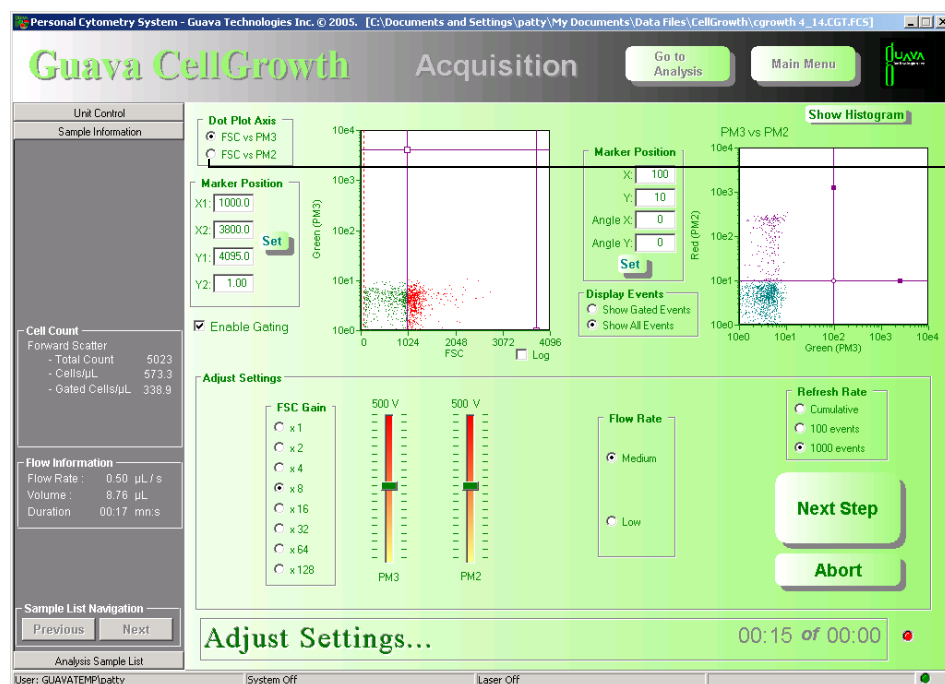 Personal Cytometry System - Guava Technologies Inc. © 2005. [C:\Documents and Settings\patty\My Documents\Data Files\CellGrowth\cgrowth 4_14.CGT.FCS]
Guava CellGrowth
Acquisition
Go to
Analysis
Main Menu
guava
Unit Control
Sample Information
Cell Count
Forward Scatter
- Total Count 5023
- Cells/µL 573.3
- Gated Cells/µL 338.9
Flow Information
Flow Rate : 0.50 µL / s
Volume : 8.76 µL
Duration 00:17 mn:s
Sample List Navigation
Previous
Next
Analysis Sample List
Dot Plot Axis
FSC vs PM3
FSC vs PM2
Marker Position
X1: 1000.0
X2: 3800.0
Y1: 4095.0
Y2: 1.00
Set
Enable Gating
10e4
10e3
10e2
10e1
10e0
Green (PM3)
0 1024 2048 3072 4096
FSC
Log
Marker Position
X: 100
Y: 10
Angle X: 0
Angle Y: 0
Set
Display Events
Show Gated Events
Show All Events
Show Histogram
PM3 vs PM2
10e4
10e3
10e2
10e1
10e0
Red (PM2)
10e0 10e1 10e2 10e3 10e4
Green (PM3)
Adjust Settings
FSC Gain
x 1
x 2
x 4
x 8
x 16
x 32
x 64
x 128
500 V
PM3
500 V
PM2
Flow Rate
Medium
Low
Refresh Rate
Cumulative
100 events
1000 events
Next Step
Abort
Adjust Settings...
00:15 of 00:00
User: GUAVATEMP\patty
System Off
Laser Off